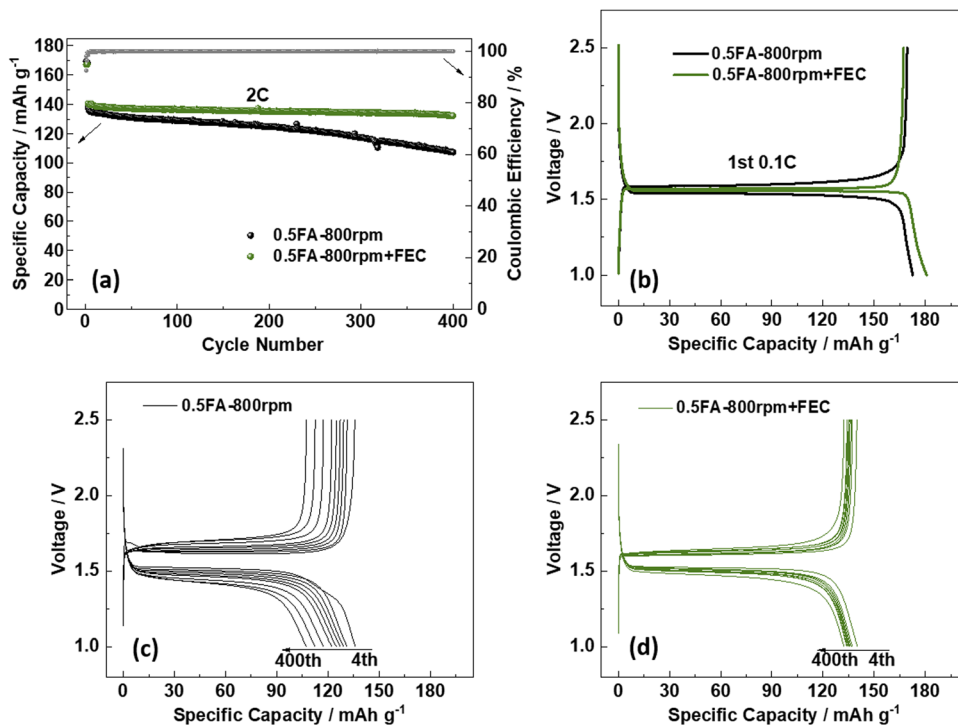 180
160
140
120
100
80
60
40
20
0
Specific Capacity / mAh g-1
2C
0.5FA-800rpm
0.5FA-800rpm+FEC
(a)
0 100 200 300 400
Cycle Number
100
80
60
40
20
0
Coulombic Efficiency / %
2.5
2.0
1.5
1.0
Voltage / V
0.5FA-800rpm
0.5FA-800rpm+FEC
1st 0.1C
(b)
0 30 60 90 120 150 180
Specific Capacity / mAh g-1
2.5
2.0
1.5
1.0
Voltage / V
0.5FA-800rpm
(c)
400th 4th
0 30 60 90 120 150 180
Specific Capacity / mAh g-1
2.5
2.0
1.5
1.0
Voltage / V
0.5FA-800rpm+FEC
(d)
400th 4th
0 30 60 90 120 150 180
Specific Capacity / mAh g-1